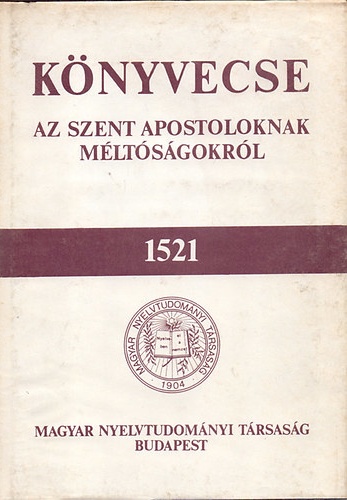 KÖNYVECSE
AZ SZENT APOSTOLOKNAK
MÉLTÓSÁGOKRÓL
1521
MAGYAR NYELVTUDOMÁNYI TÁRSASÁG
1904
MAGYAR NYELVTUDOMÁNYI TÁRSASÁG
BUDAPEST